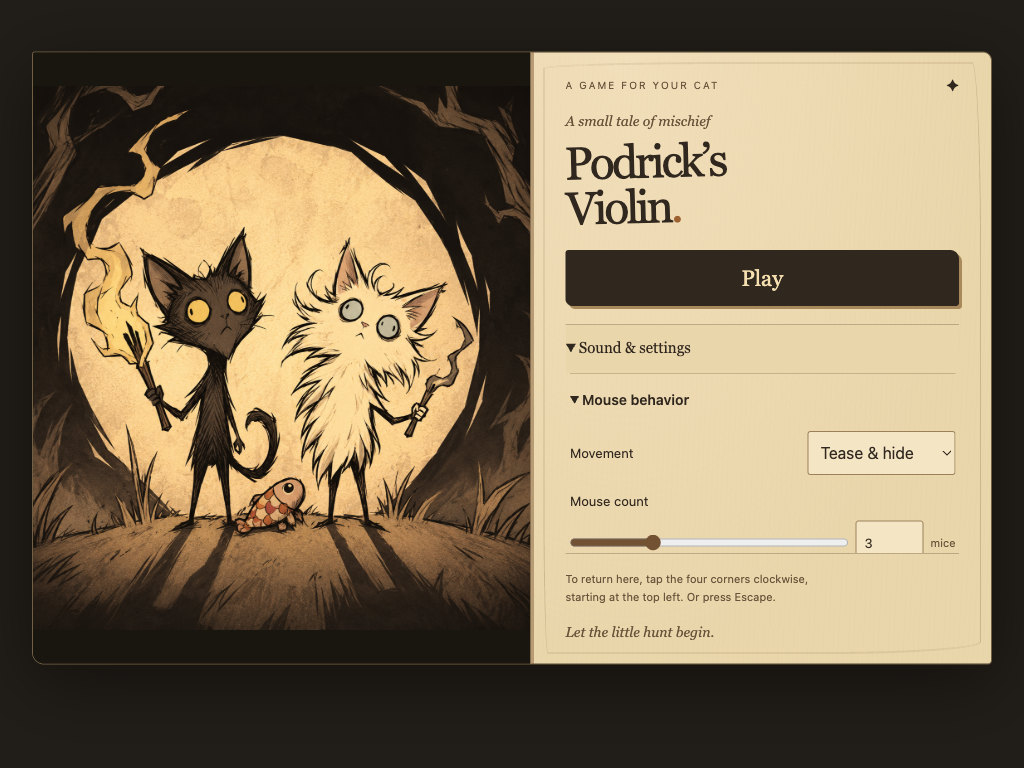 A GAME FOR YOUR CAT
A small tale of mischief
Podrick’s
Violin.
Play
Sound & settings
Mouse behavior
Movement
Tease & hide
Mouse count
3
mice
To return here, tap the four corners clockwise,
starting at the top left. Or press Escape.
Let the little hunt begin.